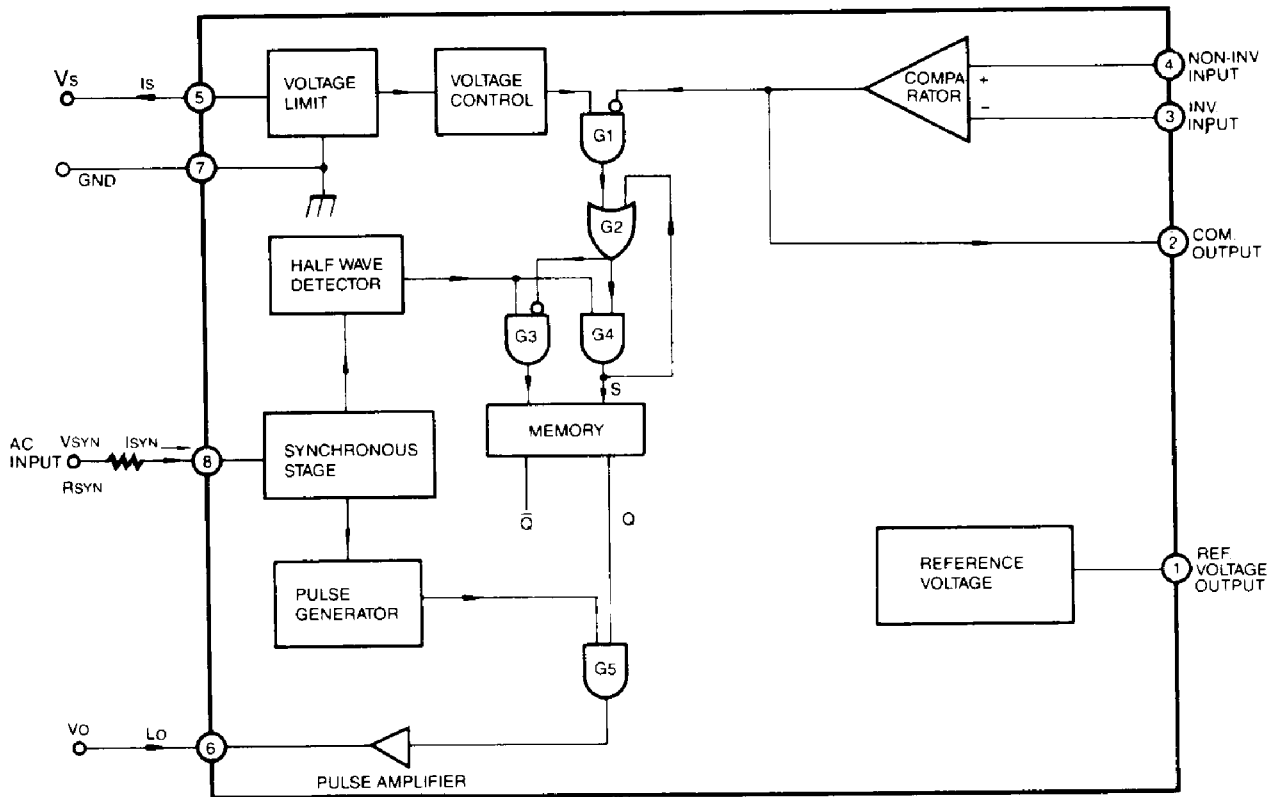 Vs
Is
5
VOLTAGE
LIMIT
VOLTAGE
CONTROL
COMPA-
RATOR
+
−
4
NON-INV
INPUT
3
INV.
INPUT
G1
7
GND
G2
2
COM.
OUTPUT
HALF WAVE
DETECTOR
G3
G4
S
MEMORY
AC
INPUT
VSYN
ISYN
RSYN
8
SYNCHRONOUS
STAGE
Q̅
Q
REFERENCE
VOLTAGE
1
REF.
VOLTAGE
OUTPUT
PULSE
GENERATOR
G5
VO
LO
6
PULSE AMPLIFIER